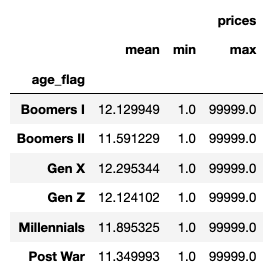 prices
mean min max
age_flag
Boomers I 12.129949 1.0 99999.0
Boomers II 11.591229 1.0 99999.0
Gen X 12.295344 1.0 99999.0
Gen Z 12.124102 1.0 99999.0
Millennials 11.895325 1.0 99999.0
Post War 11.349993 1.0 99999.0